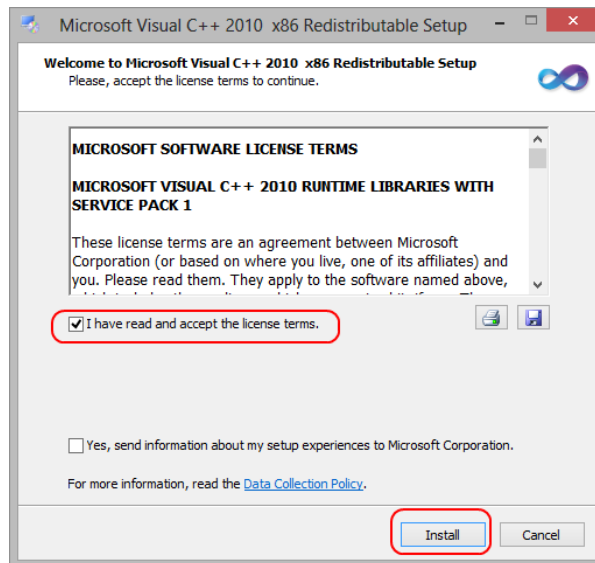 Microsoft Visual C++ 2010  x86 Redistributable Setup
Welcome to Microsoft Visual C++ 2010  x86 Redistributable Setup
Please, accept the license terms to continue.
MICROSOFT SOFTWARE LICENSE TERMS
MICROSOFT VISUAL C++ 2010 RUNTIME LIBRARIES WITH
SERVICE PACK 1
These license terms are an agreement between Microsoft
Corporation (or based on where you live, one of its affiliates) and
you. Please read them. They apply to the software named above,
I have read and accept the license terms.
Yes, send information about my setup experiences to Microsoft Corporation.
For more information, read the Data Collection Policy.
Install
Cancel